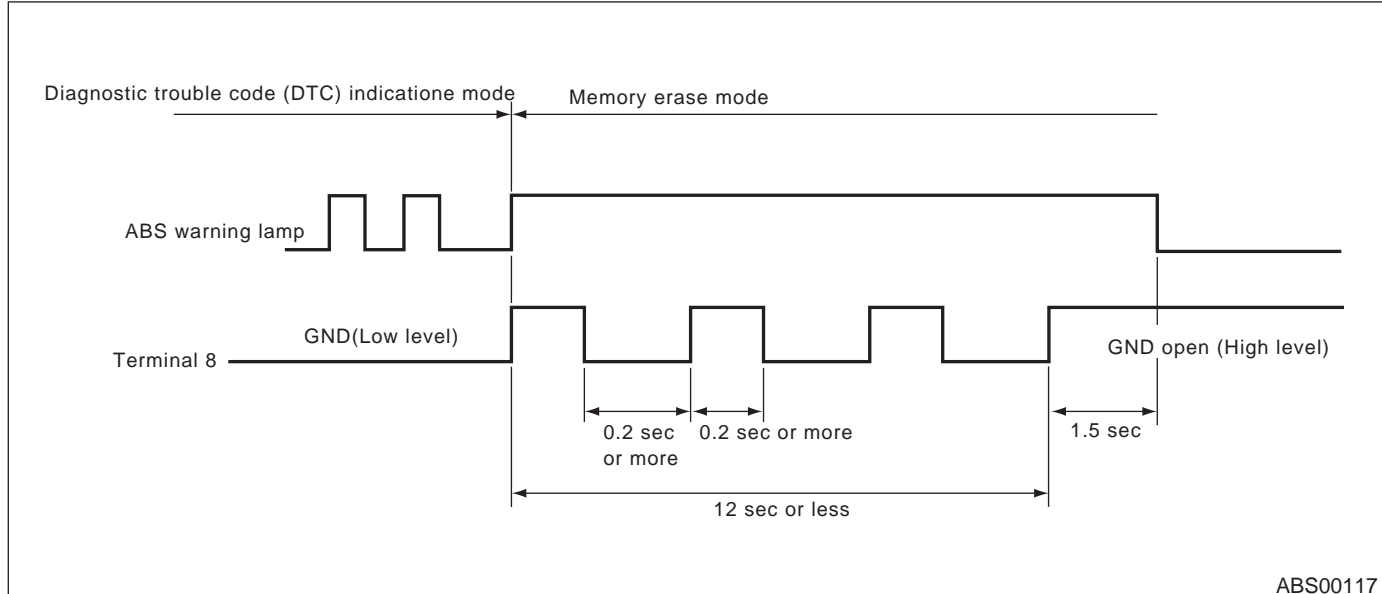 Diagnostic trouble code (DTC) indicatione mode
Memory erase mode
ABS warning lamp
GND(Low level)
GND open (High level)
Terminal 8
0.2 sec
or more
0.2 sec or more
1.5 sec
12 sec or less
ABS00117